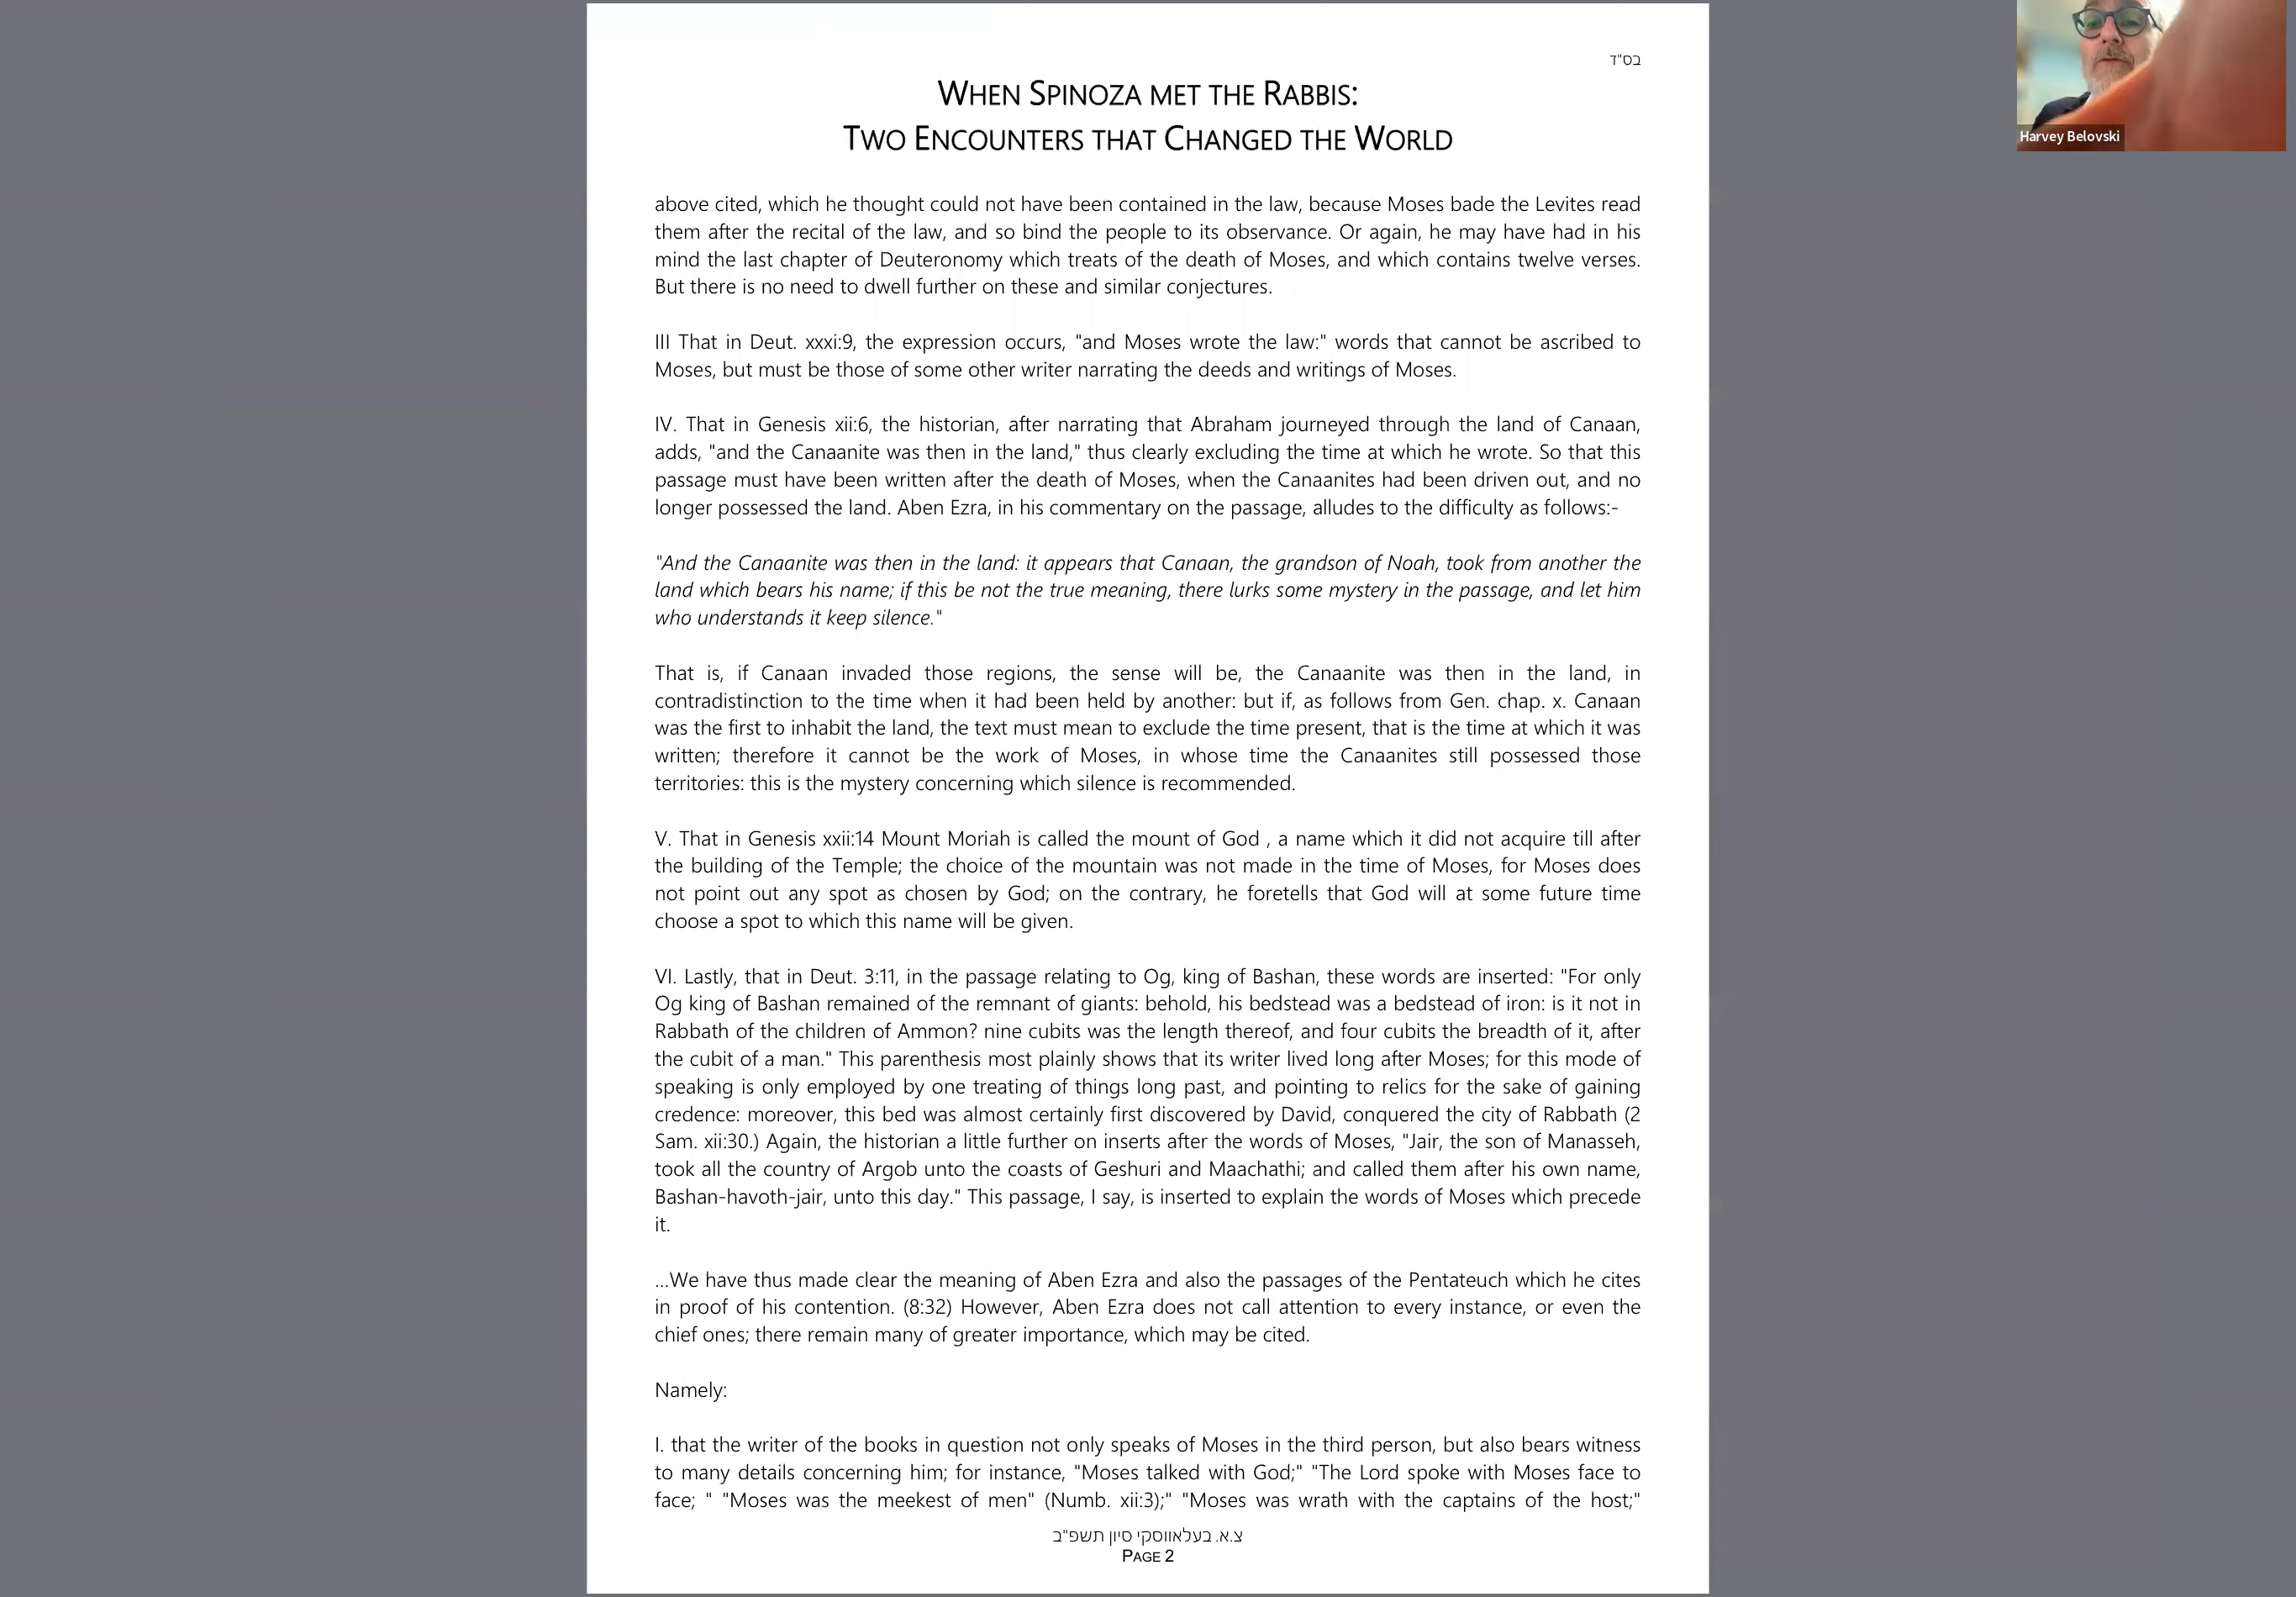 בס"ד
WHEN SPINOZA MET THE RABBIS:
TWO ENCOUNTERS THAT CHANGED THE WORLD
Harvey Belovski
above cited, which he thought could not have been contained in the law, because Moses bade the Levites read
them after the recital of the law, and so bind the people to its observance. Or again, he may have had in his
mind the last chapter of Deuteronomy which treats of the death of Moses, and which contains twelve verses.
But there is no need to dwell further on these and similar conjectures.
III That in Deut. xxxi:9, the expression occurs, "and Moses wrote the law:" words that cannot be ascribed to
Moses, but must be those of some other writer narrating the deeds and writings of Moses.
IV. That in Genesis xii:6, the historian, after narrating that Abraham journeyed through the land of Canaan,
adds, "and the Canaanite was then in the land," thus clearly excluding the time at which he wrote. So that this
passage must have been written after the death of Moses, when the Canaanites had been driven out, and no
longer possessed the land. Aben Ezra, in his commentary on the passage, alludes to the difficulty as follows:-
"And the Canaanite was then in the land: it appears that Canaan, the grandson of Noah, took from another the
land which bears his name; if this be not the true meaning, there lurks some mystery in the passage, and let him
who understands it keep silence."
That is, if Canaan invaded those regions, the sense will be, the Canaanite was then in the land, in
contradistinction to the time when it had been held by another: but if, as follows from Gen. chap. x. Canaan
was the first to inhabit the land, the text must mean to exclude the time present, that is the time at which it was
written; therefore it cannot be the work of Moses, in whose time the Canaanites still possessed those
territories: this is the mystery concerning which silence is recommended.
V. That in Genesis xxii:14 Mount Moriah is called the mount of God , a name which it did not acquire till after
the building of the Temple; the choice of the mountain was not made in the time of Moses, for Moses does
not point out any spot as chosen by God; on the contrary, he foretells that God will at some future time
choose a spot to which this name will be given.
VI. Lastly, that in Deut. 3:11, in the passage relating to Og, king of Bashan, these words are inserted: "For only
Og king of Bashan remained of the remnant of giants: behold, his bedstead was a bedstead of iron: is it not in
Rabbath of the children of Ammon? nine cubits was the length thereof, and four cubits the breadth of it, after
the cubit of a man." This parenthesis most plainly shows that its writer lived long after Moses; for this mode of
speaking is only employed by one treating of things long past, and pointing to relics for the sake of gaining
credence: moreover, this bed was almost certainly first discovered by David, conquered the city of Rabbath (2
Sam. xii:30.) Again, the historian a little further on inserts after the words of Moses, "Jair, the son of Manasseh,
took all the country of Argob unto the coasts of Geshuri and Maachathi; and called them after his own name,
Bashan-havoth-jair, unto this day." This passage, I say, is inserted to explain the words of Moses which precede
it.
...We have thus made clear the meaning of Aben Ezra and also the passages of the Pentateuch which he cites
in proof of his contention. (8:32) However, Aben Ezra does not call attention to every instance, or even the
chief ones; there remain many of greater importance, which may be cited.
Namely:
I. that the writer of the books in question not only speaks of Moses in the third person, but also bears witness
to many details concerning him; for instance, "Moses talked with God;" "The Lord spoke with Moses face to
face; " "Moses was the meekest of men" (Numb. xii:3);" "Moses was wrath with the captains of the host;"
צ.א. בעלאווסקי סיון תשפ"ב
PAGE 2